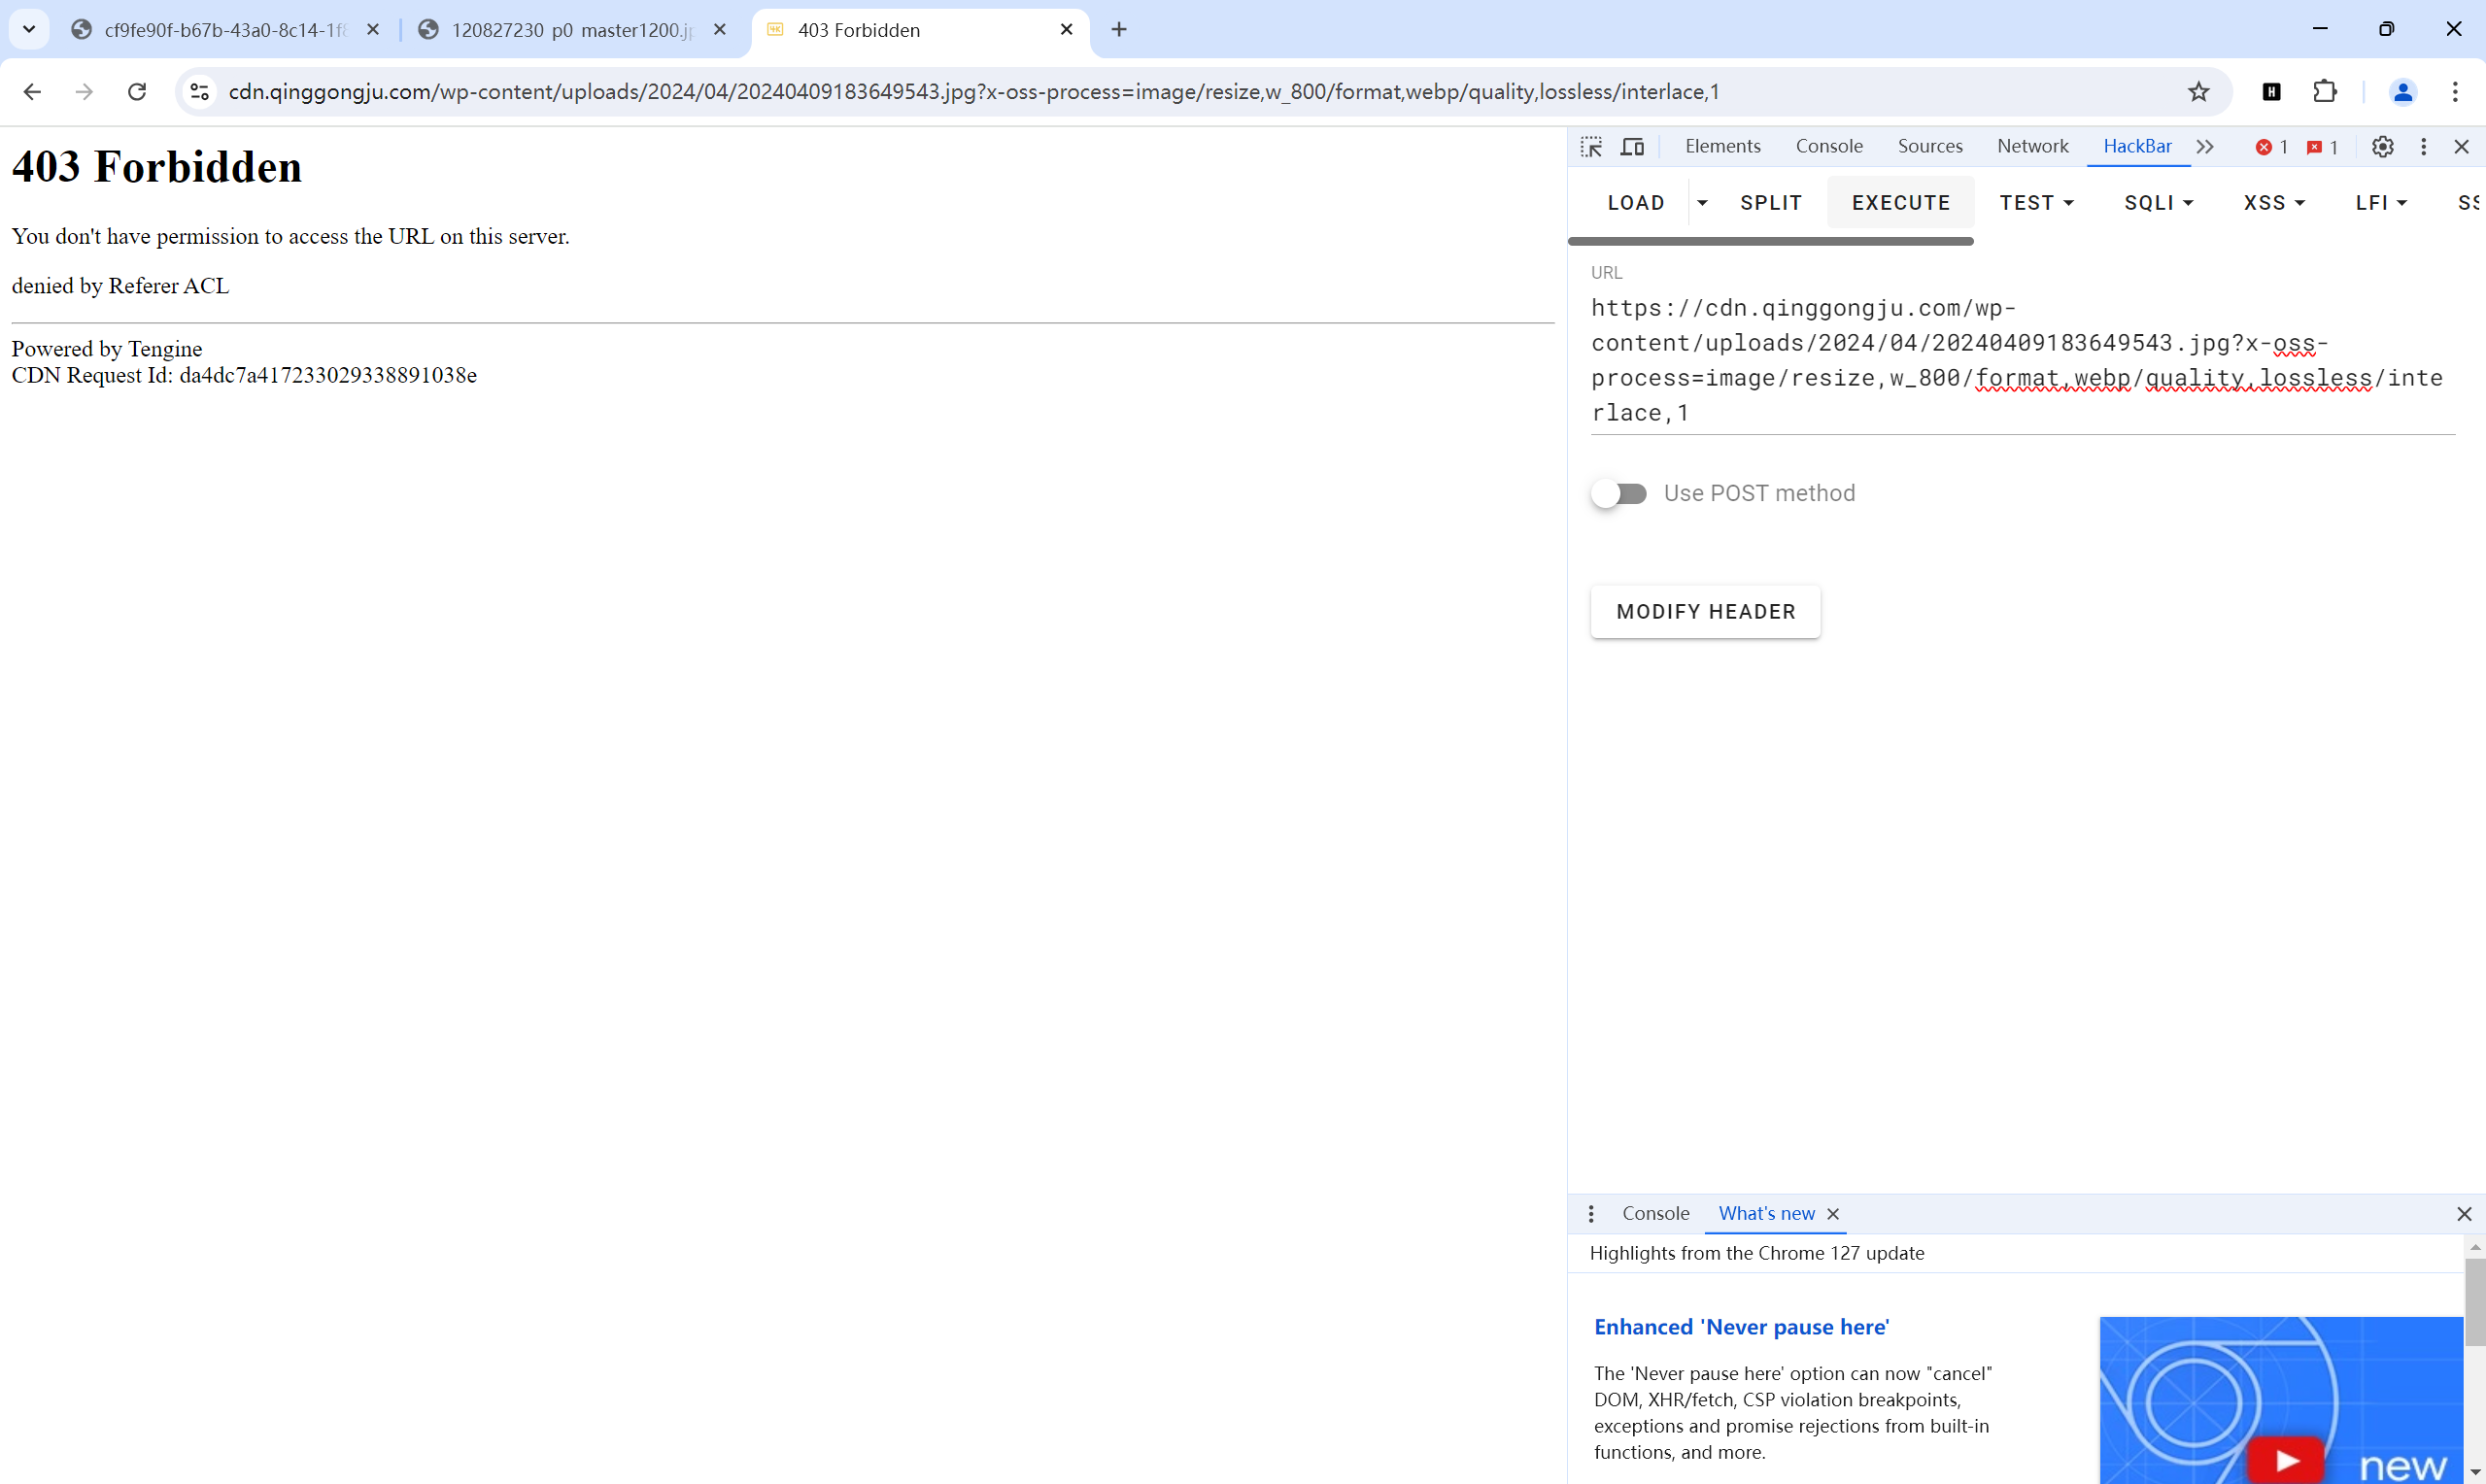 cf9fe90f-b67b-43a0-8c14-1f8
120827230_p0_master1200.jp
403 Forbidden
cdn.qinggongju.com/wp-content/uploads/2024/04/20240409183649543.jpg?x-oss-process=image/resize,w_800/format,webp/quality,lossless/interlace,1
403 Forbidden
You don't have permission to access the URL on this server.
denied by Referer ACL
Powered by Tengine
CDN Request Id: da4dc7a417233029338891038e
Elements Console Sources Network HackBar 1 1
LOAD SPLIT EXECUTE TEST SQLI XSS LFI SS
URL
https://cdn.qinggongju.com/wp-
content/uploads/2024/04/20240409183649543.jpg?x-oss-
process=image/resize,w_800/format,webp/quality,lossless/inte
rlace,1
Use POST method
MODIFY HEADER
Console What's new
Highlights from the Chrome 127 update
Enhanced 'Never pause here'
The 'Never pause here' option can now "cancel"
DOM, XHR/fetch, CSP violation breakpoints,
exceptions and promise rejections from built-in
functions, and more.
new